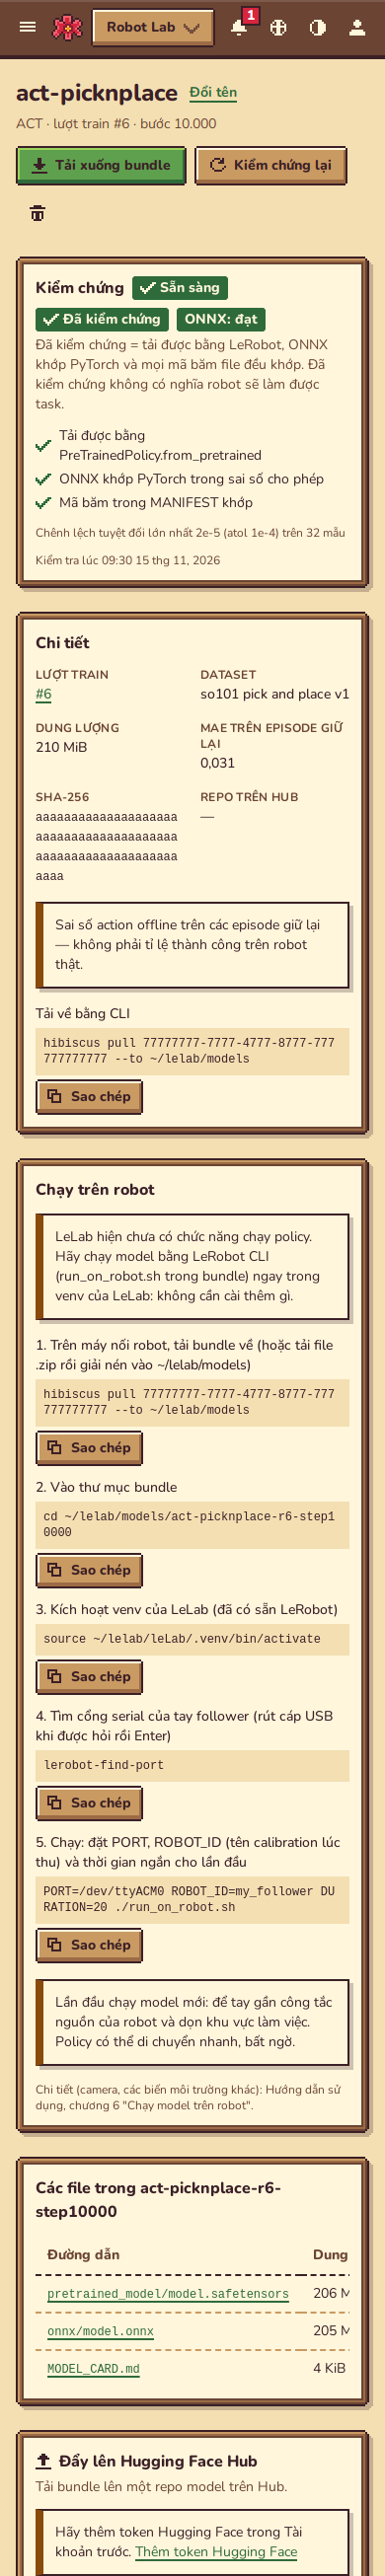 Robot Lab
1
act-picknplace Đổi tên
ACT · lượt train #6 · bước 10.000
Tải xuống bundle Kiểm chứng lại
Kiểm chứng Sẵn sàng
Đã kiểm chứng ONNX: đạt
Đã kiểm chứng = tải được bằng LeRobot, ONNX
khớp PyTorch và mọi mã băm file đều khớp. Đã
kiểm chứng không có nghĩa robot sẽ làm được
task.
Tải được bằng
PreTrainedPolicy.from_pretrained
ONNX khớp PyTorch trong sai số cho phép
Mã băm trong MANIFEST khớp
Chênh lệch tuyệt đối lớn nhất 2e-5 (atol 1e-4) trên 32 mẫu
Kiểm tra lúc 09:30 15 thg 11, 2026
Chi tiết
LƯỢT TRAIN
#6
DATASET
so101 pick and place v1
DUNG LƯỢNG
210 MiB
MAE TRÊN EPISODE GIỮ
LẠI
0,031
SHA-256
aaaaaaaaaaaaaaaaaaaa
aaaaaaaaaaaaaaaaaaaa
aaaaaaaaaaaaaaaaaaaa
aaaa
REPO TRÊN HUB
—
Sai số action offline trên các episode giữ lại
— không phải tỉ lệ thành công trên robot
thật.
Tải về bằng CLI
hibiscus pull 77777777-7777-4777-8777-777
777777777 --to ~/lelab/models
Sao chép
Chạy trên robot
LeLab hiện chưa có chức năng chạy policy.
Hãy chạy model bằng LeRobot CLI
(run_on_robot.sh trong bundle) ngay trong
venv của LeLab: không cần cài thêm gì.
1. Trên máy nối robot, tải bundle về (hoặc tải file
.zip rồi giải nén vào ~/lelab/models)
hibiscus pull 77777777-7777-4777-8777-777
777777777 --to ~/lelab/models
Sao chép
2. Vào thư mục bundle
cd ~/lelab/models/act-picknplace-r6-step1
0000
Sao chép
3. Kích hoạt venv của LeLab (đã có sẵn LeRobot)
source ~/lelab/leLab/.venv/bin/activate
Sao chép
4. Tìm cổng serial của tay follower (rút cáp USB
khi được hỏi rồi Enter)
lerobot-find-port
Sao chép
5. Chạy: đặt PORT, ROBOT_ID (tên calibration lúc
thu) và thời gian ngắn cho lần đầu
PORT=/dev/ttyACM0 ROBOT_ID=my_follower DU
RATION=20 ./run_on_robot.sh
Sao chép
Lần đầu chạy model mới: để tay gần công tắc
nguồn của robot và dọn khu vực làm việc.
Policy có thể di chuyển nhanh, bất ngờ.
Chi tiết (camera, các biến môi trường khác): Hướng dẫn sử
dụng, chương 6 "Chạy model trên robot".
Các file trong act-picknplace-r6-
step10000
Đường dẫn Dung
pretrained_model/model.safetensors 206 M
onnx/model.onnx 205 M
MODEL_CARD.md 4 KiB
Đẩy lên Hugging Face Hub
Tải bundle lên một repo model trên Hub.
Hãy thêm token Hugging Face trong Tài
khoản trước. Thêm token Hugging Face